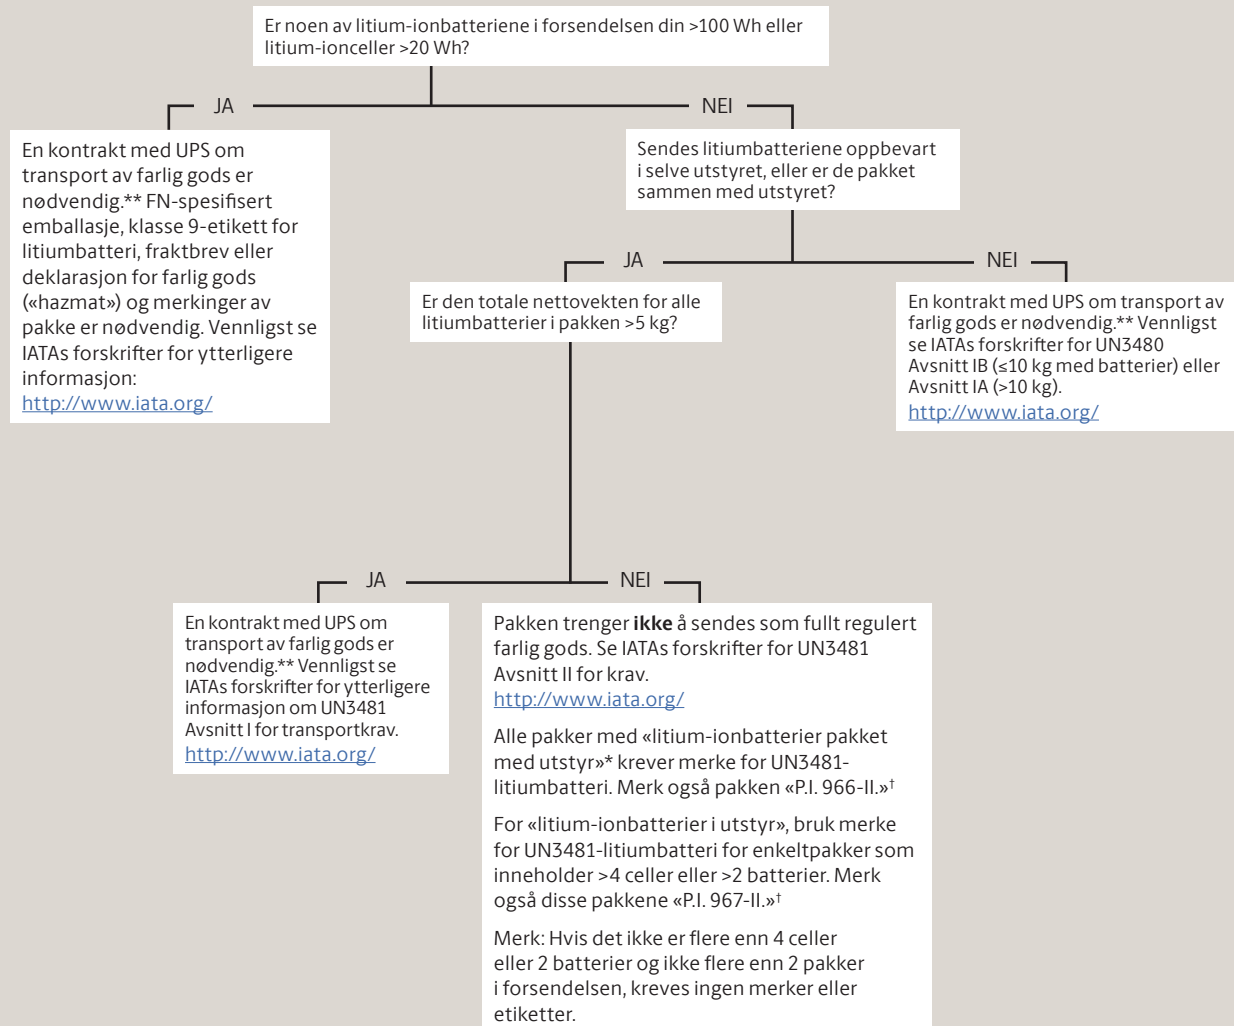 Er noen av litium-ionbatteriene i forsendelsen din >100 Wh eller
litium-ionceller >20 Wh?
JA
NEI
En kontrakt med UPS om
transport av farlig gods er
nødvendig.** FN-spesifisert
emballasje, klasse 9-etikett for
litiumbatteri, fraktbrev eller
deklarasjon for farlig gods
(«hazmat») og merkinger av
pakke er nødvendig. Vennligst se
IATAs forskrifter for ytterligere
informasjon:
http://www.iata.org/
Sendes litiumbatteriene oppbevart
i selve utstyret, eller er de pakket
sammen med utstyret?
JA
NEI
Er den totale nettovekten for alle
litiumbatterier i pakken >5 kg?
En kontrakt med UPS om transport av
farlig gods er nødvendig.** Vennligst
se IATAs forskrifter for UN3480
Avsnitt IB (≤10 kg med batterier) eller
Avsnitt IA (>10 kg).
http://www.iata.org/
JA
NEI
En kontrakt med UPS om
transport av farlig gods er
nødvendig.** Vennligst se
IATAs forskrifter for ytterligere
informasjon om UN3481
Avsnitt I for transportkrav.
http://www.iata.org/
Pakken trenger ikke å sendes som fullt regulert
farlig gods. Se IATAs forskrifter for UN3481
Avsnitt II for krav.
http://www.iata.org/
Alle pakker med «litium-ionbatterier pakket
med utstyr»* krever merke for UN3481-
litiumbatteri. Merk også pakken «P.I. 966-II.»†
For «litium-ionbatterier i utstyr», bruk merke
for UN3481-litiumbatteri for enkeltpakker som
inneholder >4 celler eller >2 batterier. Merk
også disse pakkene «P.I. 967-II.»†
Merk: Hvis det ikke er flere enn 4 celler
eller 2 batterier og ikke flere enn 2 pakker
i forsendelsen, kreves ingen merker eller
etiketter.